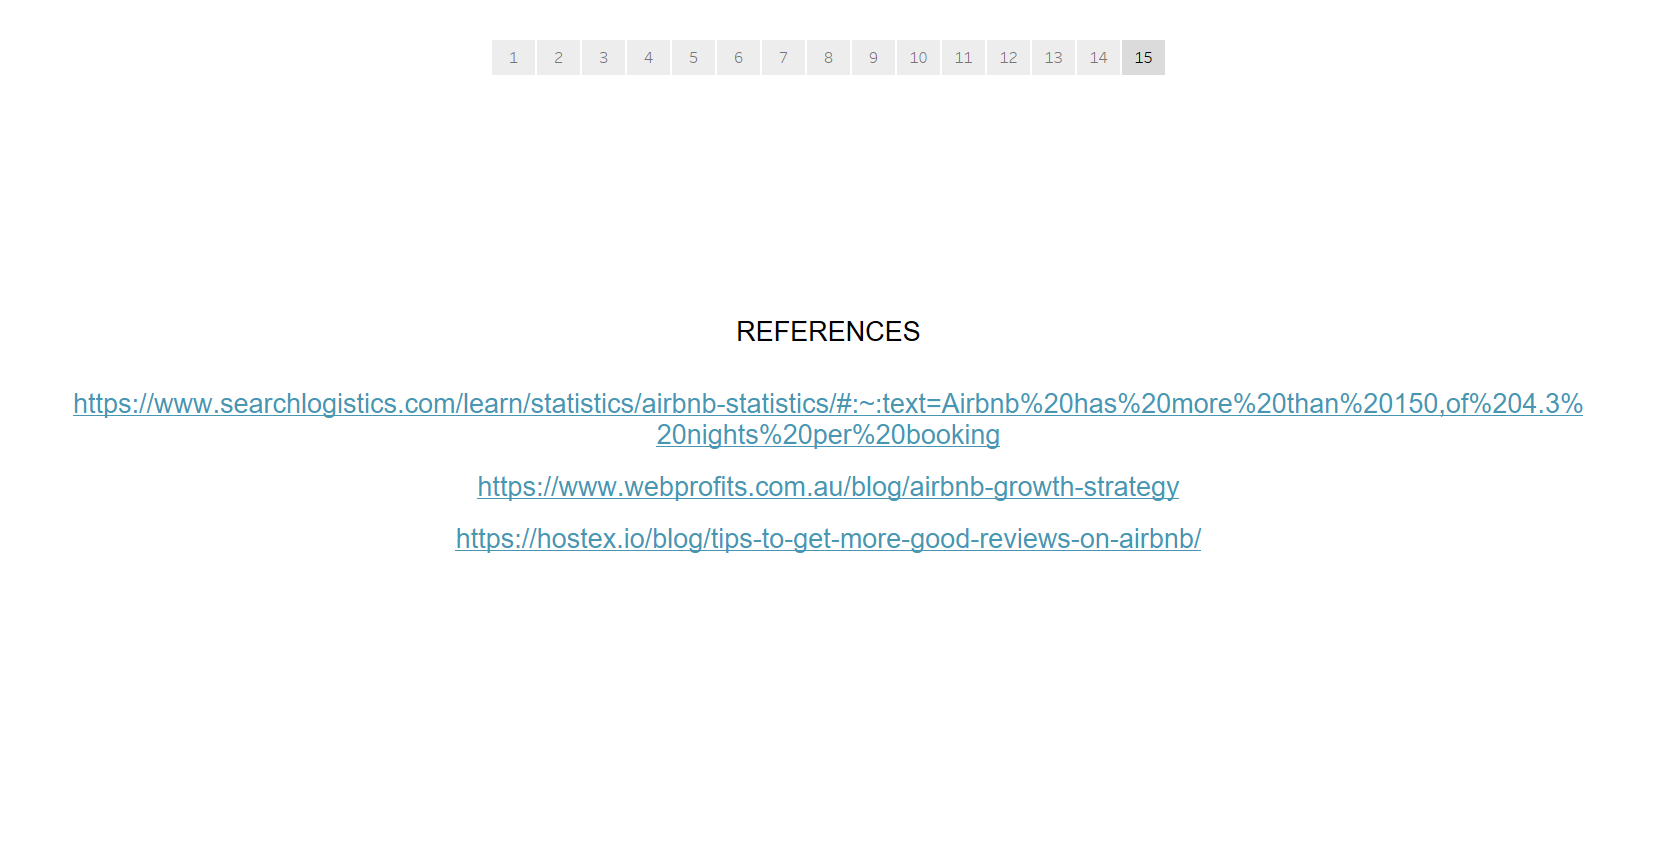 1 2 3 4 5 6 7 8 9 10 11 12 13 14 15
REFERENCES
https://www.searchlogistics.com/learn/statistics/airbnb-statistics/#:~:text=Airbnb%20has%20more%20than%20150,of%204.3%
20nights%20per%20booking
https://www.webprofits.com.au/blog/airbnb-growth-strategy
https://hostex.io/blog/tips-to-get-more-good-reviews-on-airbnb/